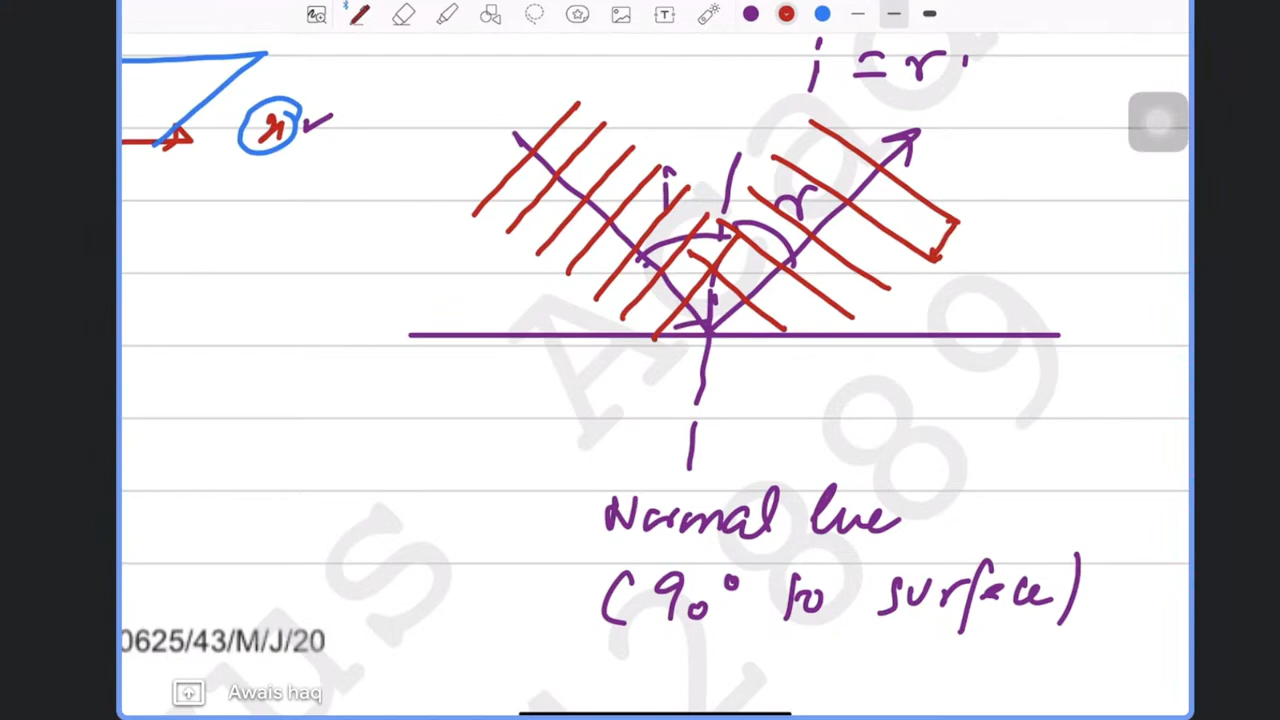 i = r.
i
r
Normal line
(90° to surface)
0625/43/M/J/20
Awais haq